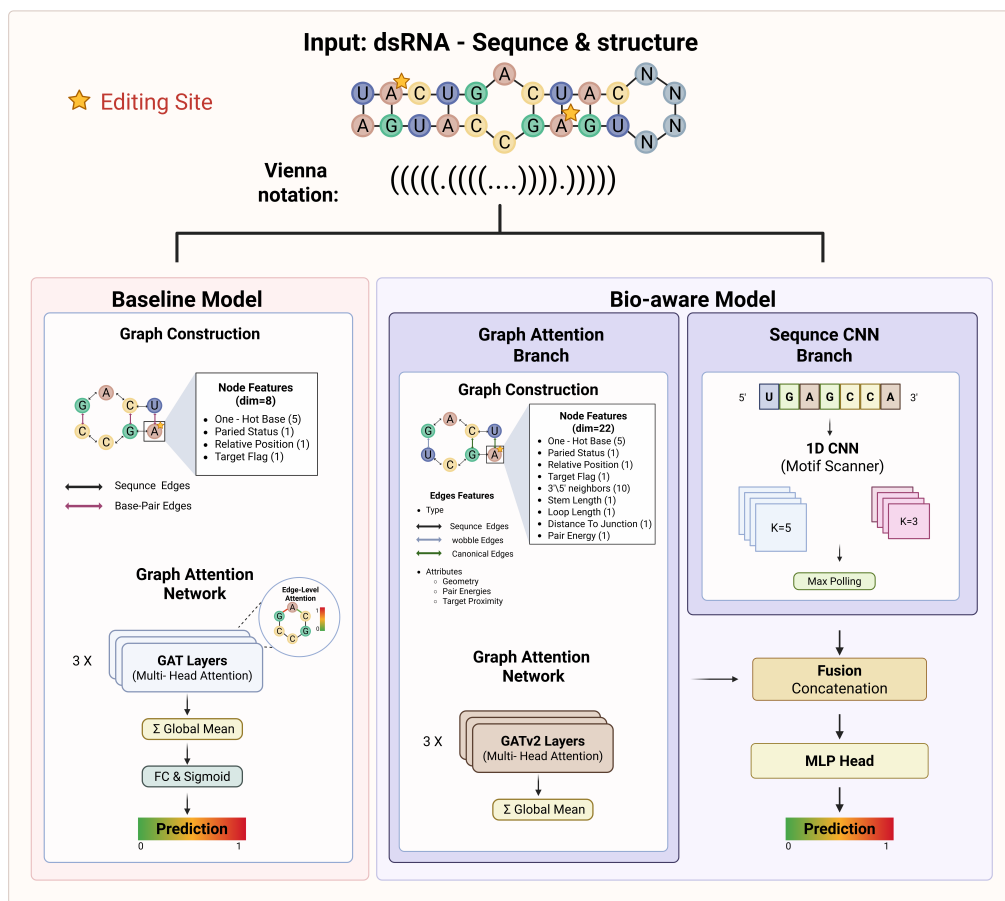 Input: dsRNA - Sequnce & structure
Editing Site
A
N
U A C U G C U A C N
A G U A C G A G U N
C
N
Vienna
notation:
(((((.((((....)))).)))))
Baseline Model
Graph Construction
A
G C U
C G A
C
Node Features
(dim=8)
• One - Hot Base (5)
• Paried Status (1)
• Relative Position (1)
• Target Flag (1)
Sequnce Edges
Base-Pair Edges
Graph Attention
Network
Edge-Level
Attention
A
G C
C G
C
1
0
3 X
GAT Layers
(Multi- Head Attention)
Σ Global Mean
FC & Sigmoid
Prediction
0 1
Bio-aware Model
Graph Attention
Branch
Graph Construction
A
G C U
U G A
C
Node Features
(dim=22)
• One - Hot Base (5)
• Paried Status (1)
• Relative Position (1)
• Target Flag (1)
• 3'\5' neighbors (10)
• Stem Length (1)
• Loop Length (1)
• Distance To Junction (1)
• Pair Energy (1)
Edges Features
• Type
Sequnce Edges
wobble Edges
Canonical Edges
• Attributes
○ Geometry
○ Pair Energies
○ Target Proximity
Graph Attention
Network
3 X
GATv2 Layers
(Multi- Head Attention)
Σ Global Mean
Sequnce CNN
Branch
5' U G A G C C A 3'
1D CNN
(Motif Scanner)
K=5
K=3
Max Polling
Fusion
Concatenation
MLP Head
Prediction
0 1